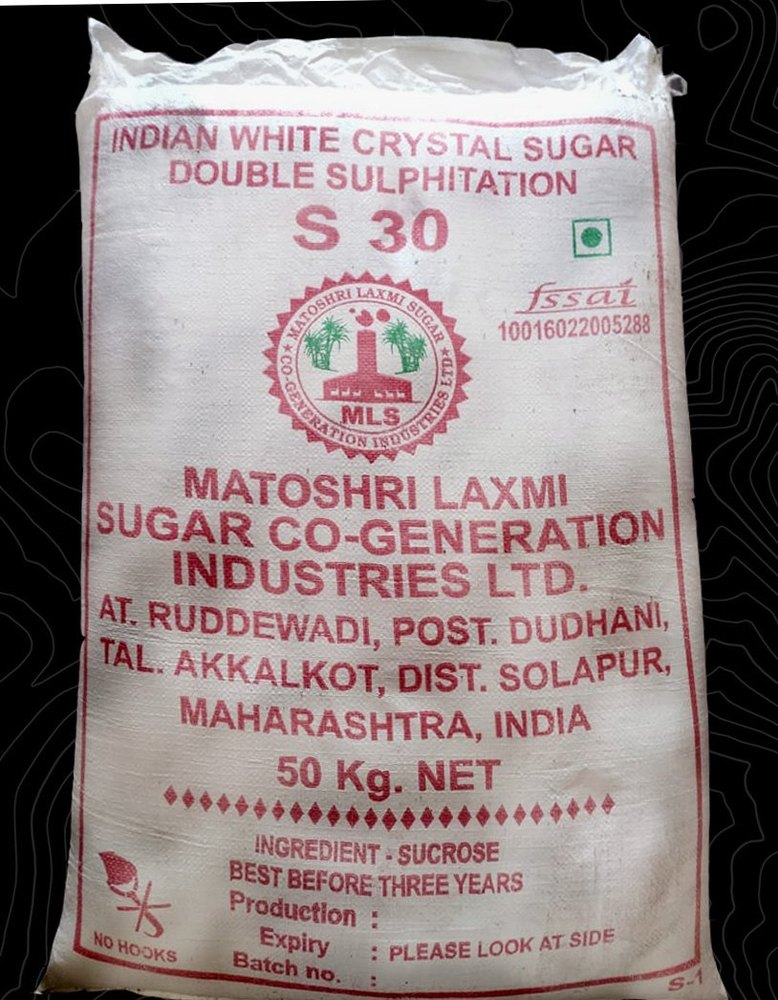 INDIAN WHITE CRYSTAL SUGAR
DOUBLE SULPHITATION
S 30
fssai
10016022005288
MATOSHRI LAXMI SUGAR
CO-GENERATION INDUSTRIES LTD.
MLS
MATOSHRI LAXMI
SUGAR CO-GENERATION
INDUSTRIES LTD.
AT. RUDDEWADI, POST. DUDHANI,
TAL. AKKALKOT, DIST. SOLAPUR,
MAHARASHTRA, INDIA
50 Kg. NET
INGREDIENT - SUCROSE
BEST BEFORE THREE YEARS
Production :
Expiry : PLEASE LOOK AT SIDE
Batch no. :
NO HOOKS
S-1